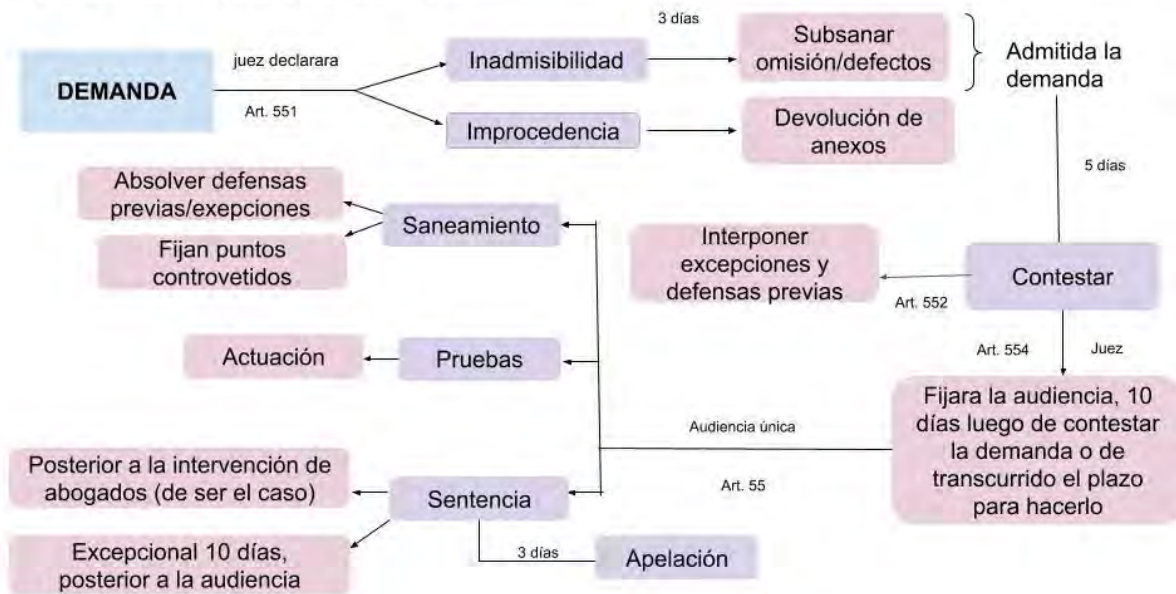 DEMANDA
juez declarara
Art. 551
Inadmisibilidad
3 días
Subsanar
omisión/defectos
Admitida la
demanda
Improcedencia
Devolución de
anexos
5 días
Absolver defensas
previas/exepciones
Saneamiento
Fijan puntos
controvetidos
Interponer
excepciones y
defensas previas
Art. 552
Contestar
Actuación
Pruebas
Art. 554
Juez
Fijara la audiencia, 10
días luego de contestar
la demanda o de
transcurrido el plazo
para hacerlo
Audiencia única
Art. 55
Posterior a la intervención de
abogados (de ser el caso)
Sentencia
Excepcional 10 días,
posterior a la audiencia
3 días
Apelación